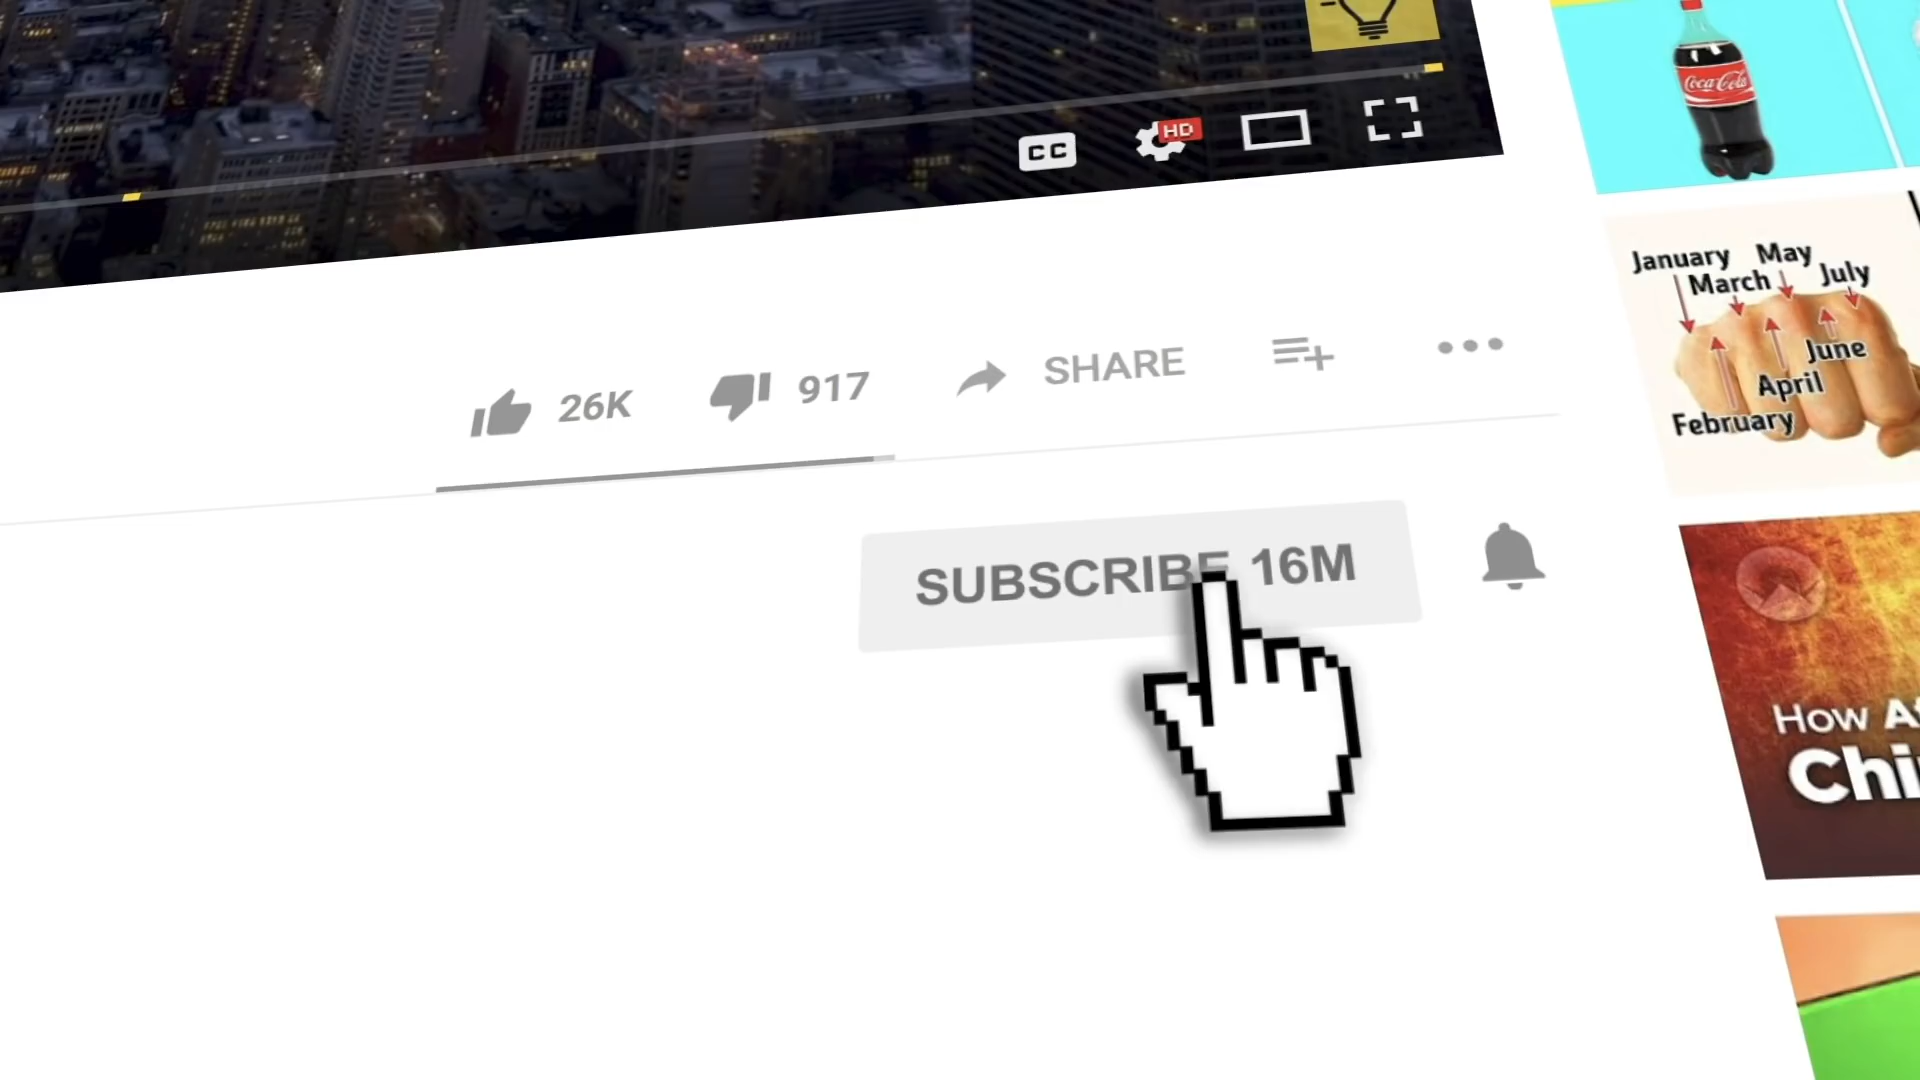 CC
HD
Coca-Cola
26K
917
SHARE
SUBSCRIBE 16M
January
May
March
July
June
April
February
How
Chi